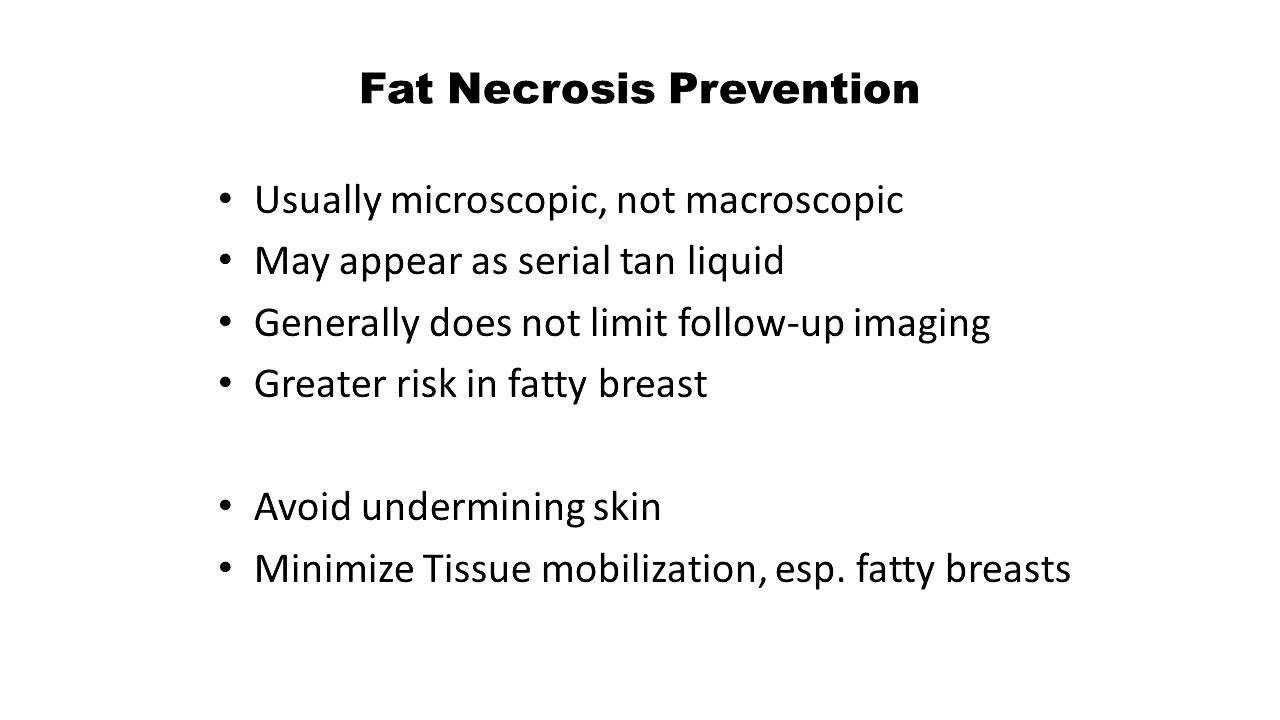 Fat Necrosis Prevention
• Usually microscopic, not macroscopic
• May appear as serial tan liquid
• Generally does not limit follow-up imaging
• Greater risk in fatty breast
• Avoid undermining skin
• Minimize Tissue mobilization, esp. fatty breasts